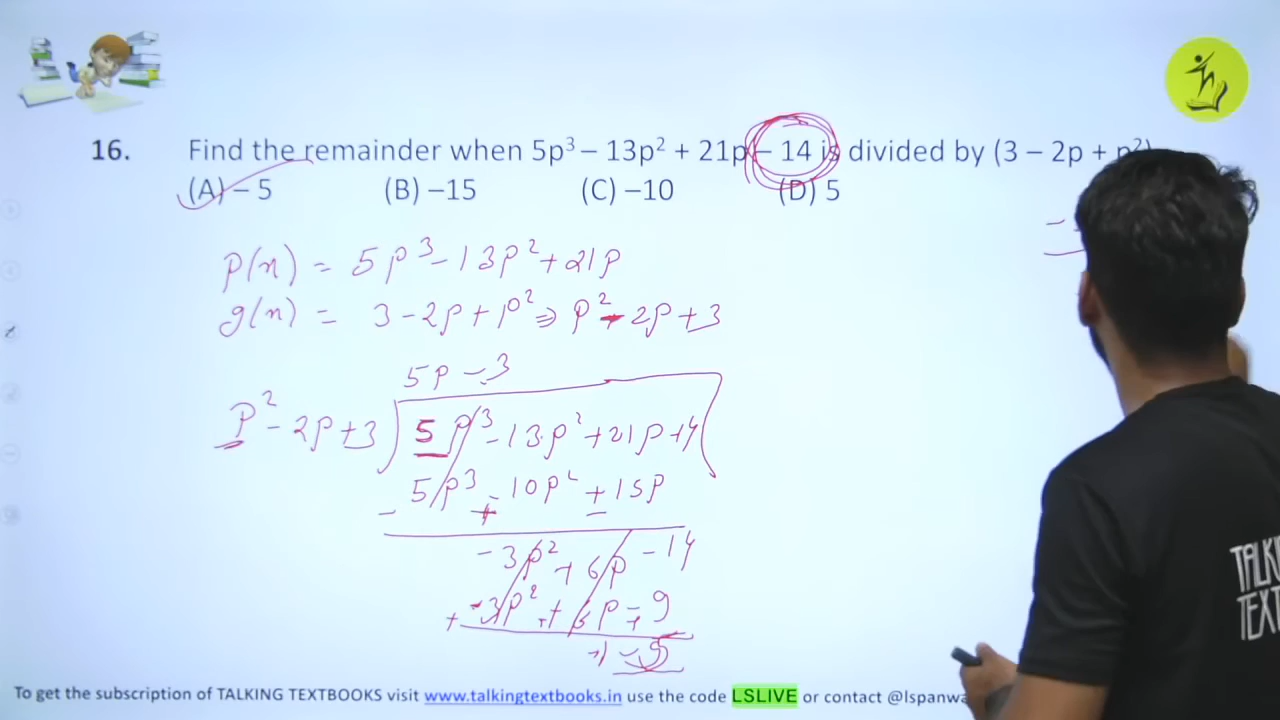 16. Find the remainder when 5p³ – 13p² + 21p – 14 is divided by (3 – 2p + p²)
(A) – 5 (B) –15 (C) –10 (D) 5
p(x) = 5p³ – 13p² + 21p
g(x) = 3 – 2p + p² ⇒ p² – 2p + 3
5p – 3
p² – 2p + 3 ) 5p³ – 13p² + 21p + 14
5p³ – 10p² + 15p
– + –
– 3p² + 6p – 14
– 3p² + 6p – 9
+
– 5
TALKING
TEXT
To get the subscription of TALKING TEXTBOOKS visit www.talkingtextbooks.in use the code LSLIVE or contact @lspanwa